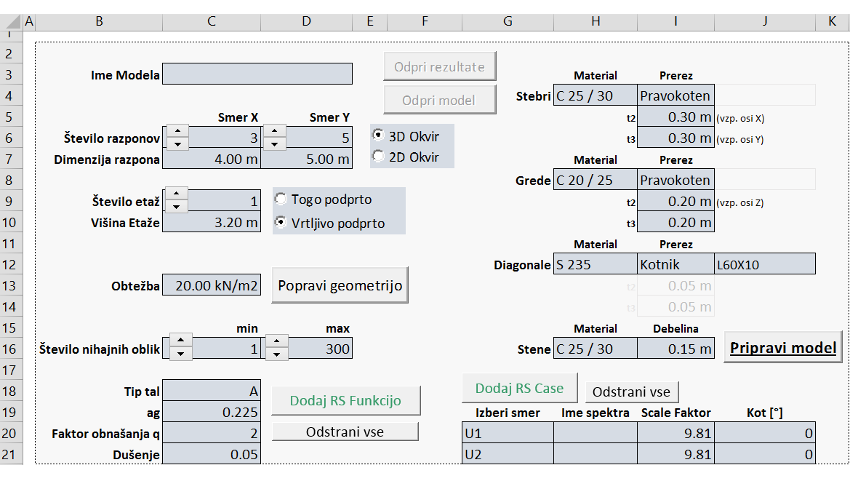 A B C D E F G H I J K
1
2
3 Ime Modela Odpri rezultate Material Prerez
4 Odpri model Stebri C 25 / 30 Pravokoten
5 Smer X Smer Y t2 0.30 m (vzp. osi X)
6 Število razponov 3 5 3D Okvir t3 0.30 m (vzp. osi Y)
7 Dimenzija razpona 4.00 m 5.00 m 2D Okvir Material Prerez
8 Grede C 20 / 25 Pravokoten
9 Število etaž 1 Togo podprto t2 0.20 m (vzp. osi Z)
10 Višina Etaže 3.20 m Vrtljivo podprto t3 0.20 m
11 Material Prerez
12 Diagonale S 235 Kotnik L60X10
13 Obtežba 20.00 kN/m2 Popravi geometrijo t2 0.05 m
14 t3 0.05 m
15 min max Material Debelina
16 Število nihajnih oblik 1 300 Stene C 25 / 30 0.15 m Pripravi model
17
18 Tip tal A Dodaj RS Funkcijo Dodaj RS Case Odstrani vse
19 ag 0.225 Izberi smer Ime spektra Scale Faktor Kot [°]
20 Faktor obnašanja q 2 Odstrani vse U1 9.81 0
21 Dušenje 0.05 U2 9.81 0